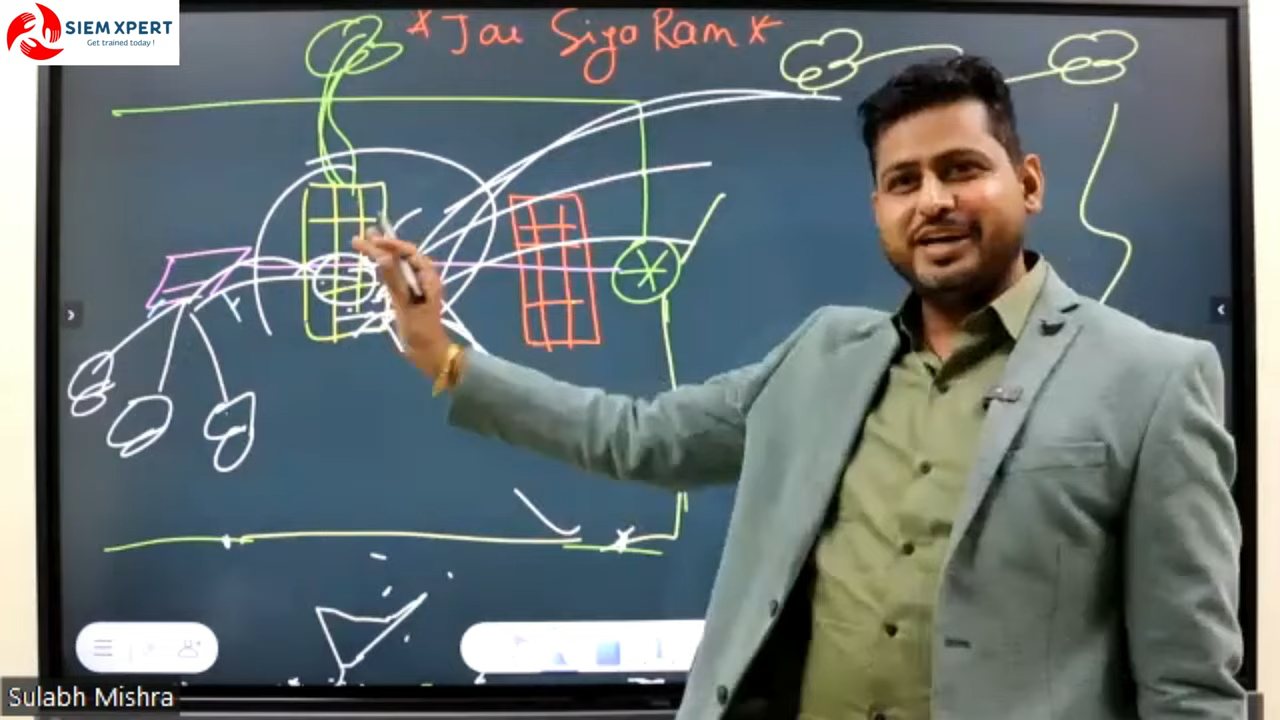 SIEM XPERT
Get trained today !
* Jai Siya Ram *
Sulabh Mishra